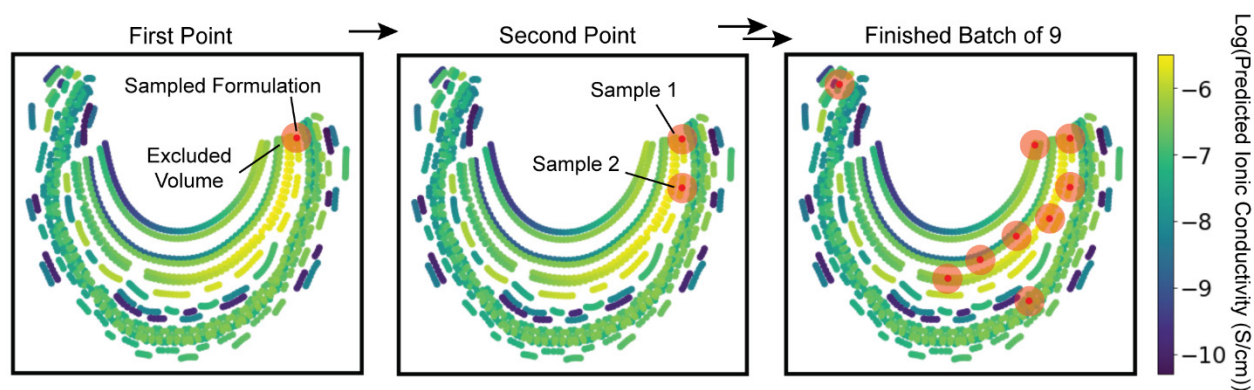 First Point
Second Point
Finished Batch of 9
Sampled Formulation
Excluded
Volume
Sample 1
Sample 2
−6
−7
−8
−9
−10
Log(Predicted Ionic Conductivity (S/cm))